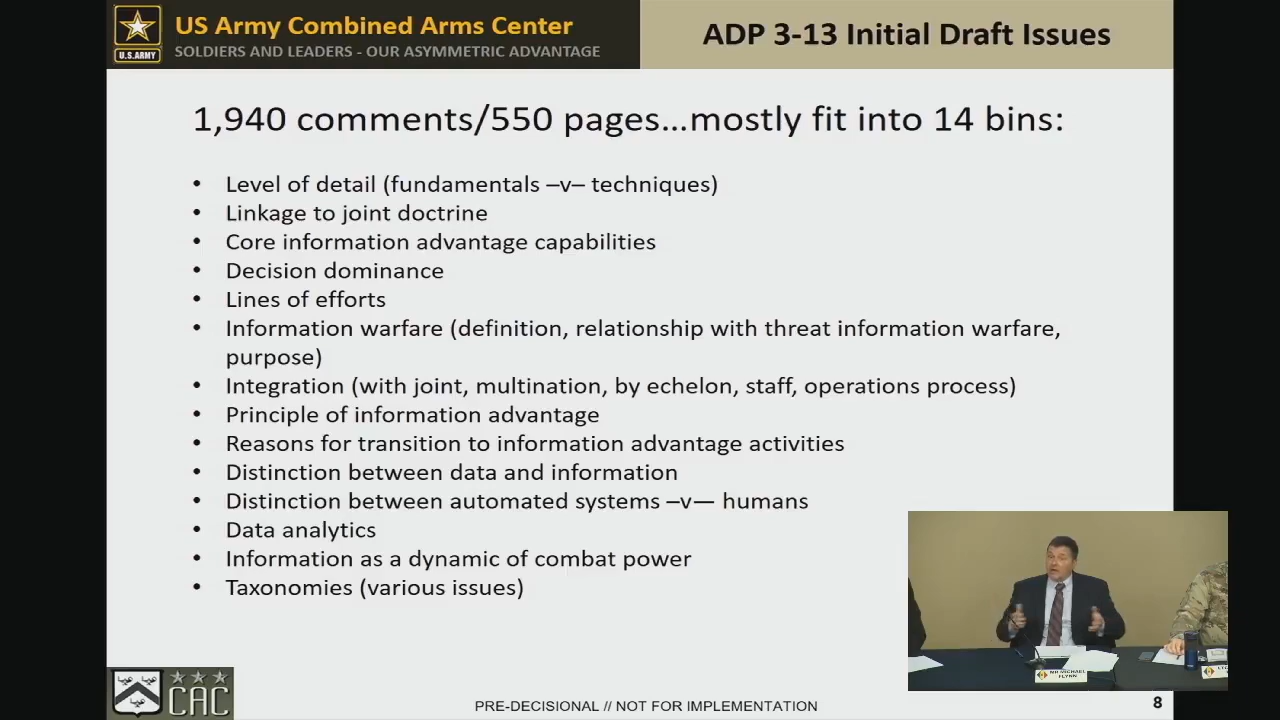 US Army Combined Arms Center
SOLDIERS AND LEADERS - OUR ASYMMETRIC ADVANTAGE
U.S.ARMY
ADP 3-13 Initial Draft Issues
1,940 comments/550 pages...mostly fit into 14 bins:
• Level of detail (fundamentals –v– techniques)
• Linkage to joint doctrine
• Core information advantage capabilities
• Decision dominance
• Lines of efforts
• Information warfare (definition, relationship with threat information warfare,
purpose)
• Integration (with joint, multination, by echelon, staff, operations process)
• Principle of information advantage
• Reasons for transition to information advantage activities
• Distinction between data and information
• Distinction between automated systems –v— humans
• Data analytics
• Information as a dynamic of combat power
• Taxonomies (various issues)
MR MICHAEL
FLYNN
LTC
CAC
PRE-DECISIONAL // NOT FOR IMPLEMENTATION
8